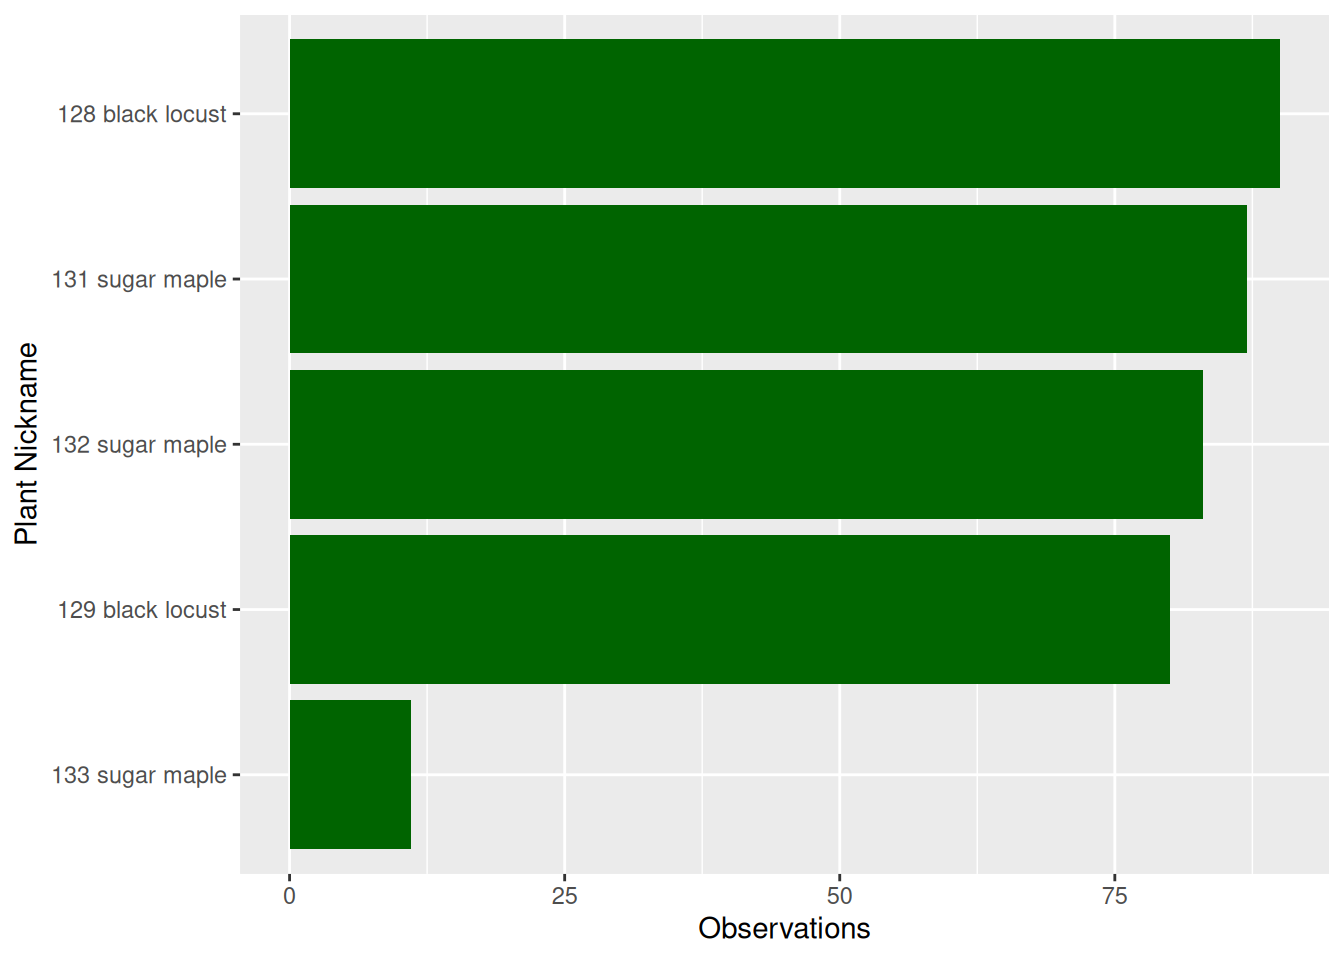 128 black locust
131 sugar maple
132 sugar maple
129 black locust
133 sugar maple
Plant Nickname
0 25 50 75
Observations